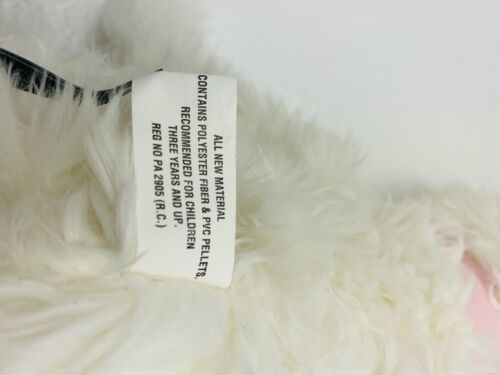 ALL NEW MATERIAL
CONTAINS POLYESTER FIBER & PVC PELLETS,
RECOMMENDED FOR CHILDREN
THREE YEARS AND UP.
REG NO PA 2905 (R.C.)